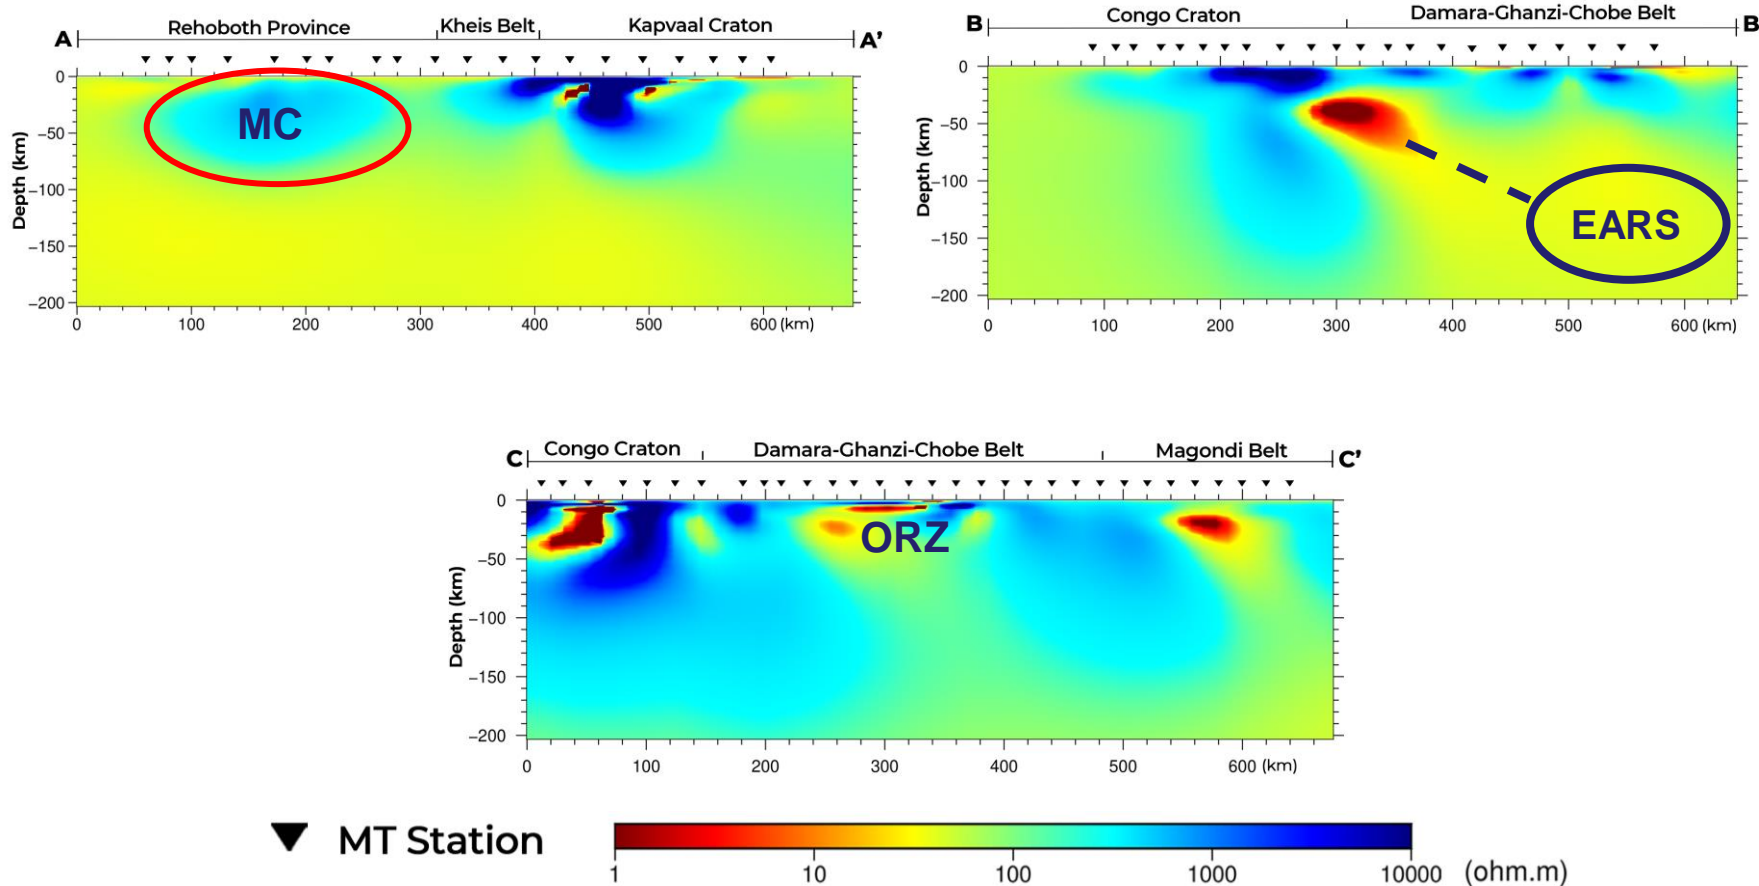 Rehoboth Province Kheis Belt Kapvaal Craton
A A'
MC
Depth (km)
0
−50
−100
−150
−200
0 100 200 300 400 500 600 (km)
Congo Craton Damara-Ghanzi-Chobe Belt
B B
EARS
Depth (km)
0
−50
−100
−150
−200
0 100 200 300 400 500 600 (km)
Congo Craton Damara-Ghanzi-Chobe Belt Magondi Belt
C C'
ORZ
Depth (km)
0
−50
−100
−150
−200
0 100 200 300 400 500 600 (km)
MT Station
1 10 100 1000 10000 (ohm.m)